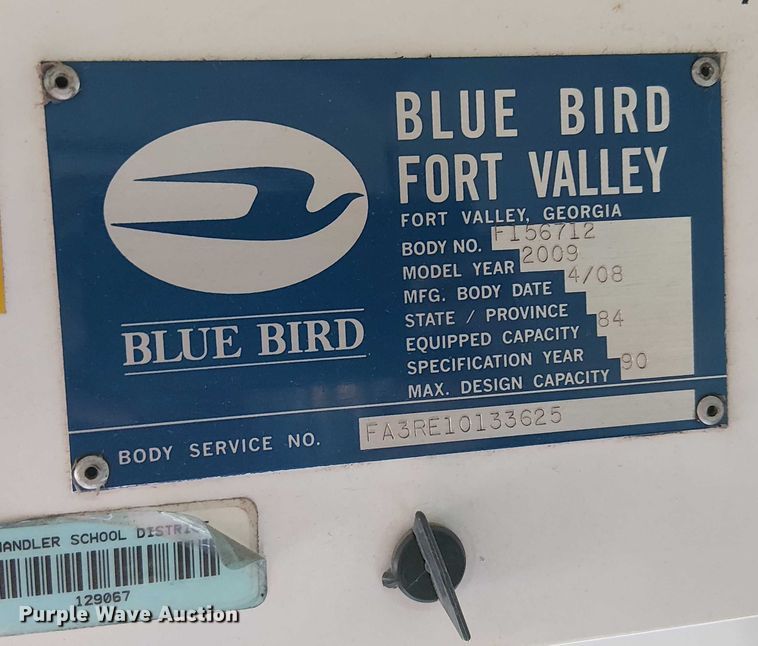 BLUE BIRD
FORT VALLEY
FORT VALLEY, GEORGIA
BODY NO. F156712
MODEL YEAR 2009
MFG. BODY DATE 4/08
STATE / PROVINCE
EQUIPPED CAPACITY 84
SPECIFICATION YEAR
MAX. DESIGN CAPACITY 90
BLUE BIRD
BODY SERVICE NO. FA3RE10133625
HANDLER SCHOOL DISTRI
129067
Purple Wave Auction